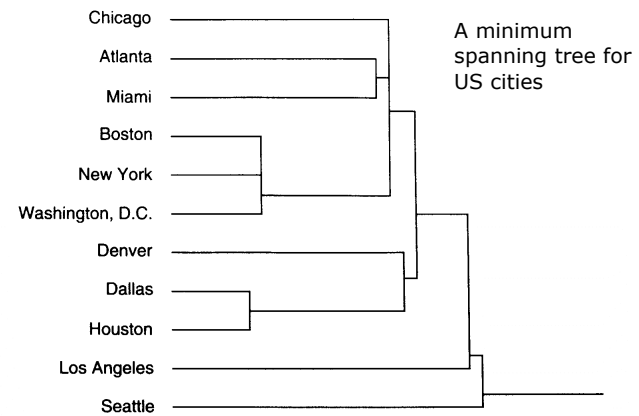 Chicago
A minimum
spanning tree for
US cities
Atlanta
Miami
Boston
New York
Washington, D.C.
Denver
Dallas
Houston
Los Angeles
Seattle